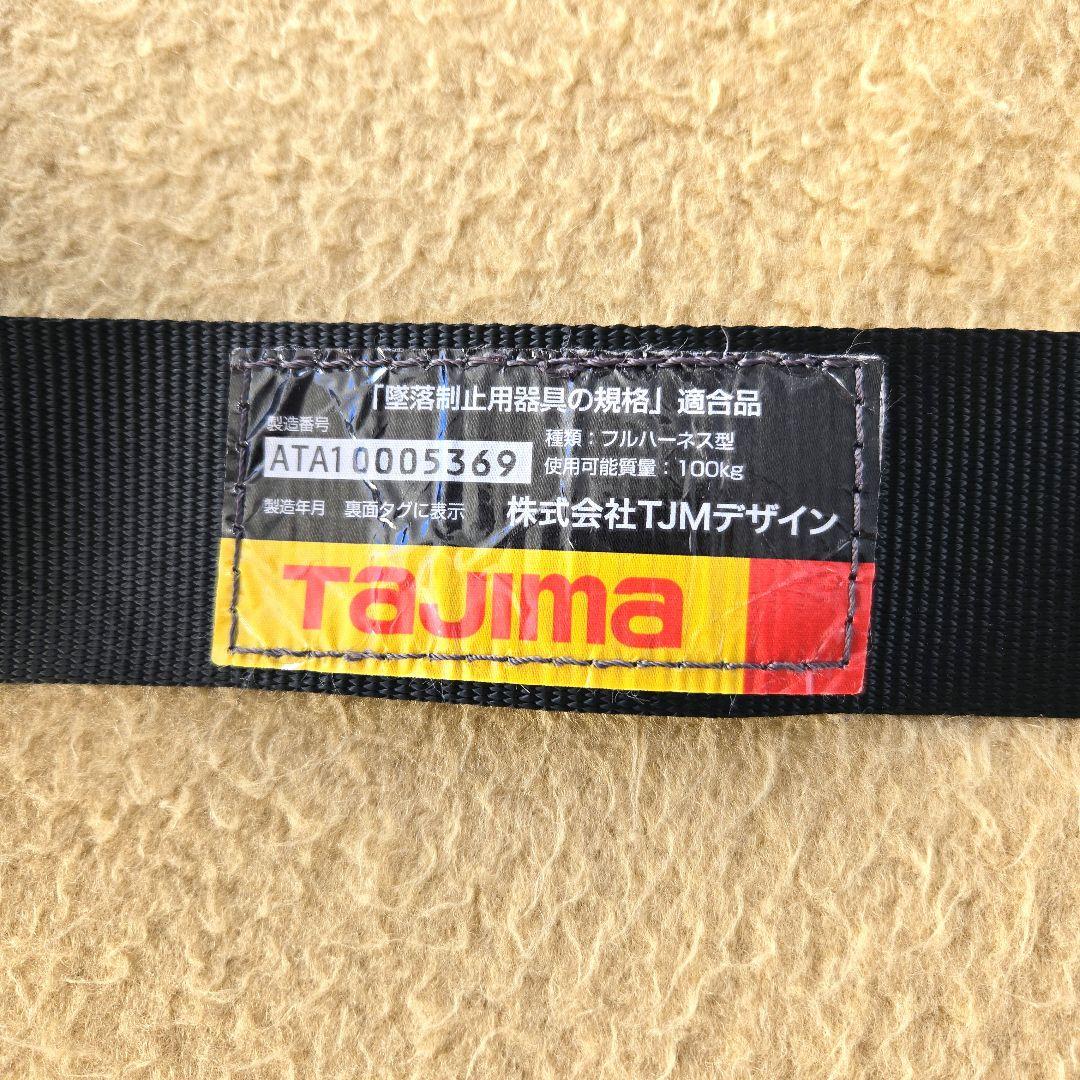 「墜落制止用器具の規格」適合品
製造番号
ATA10005369
種類：フルハーネス型
使用可能質量：100kg
製造年月 裏面タグに表示
株式会社TJMデザイン
TaJima